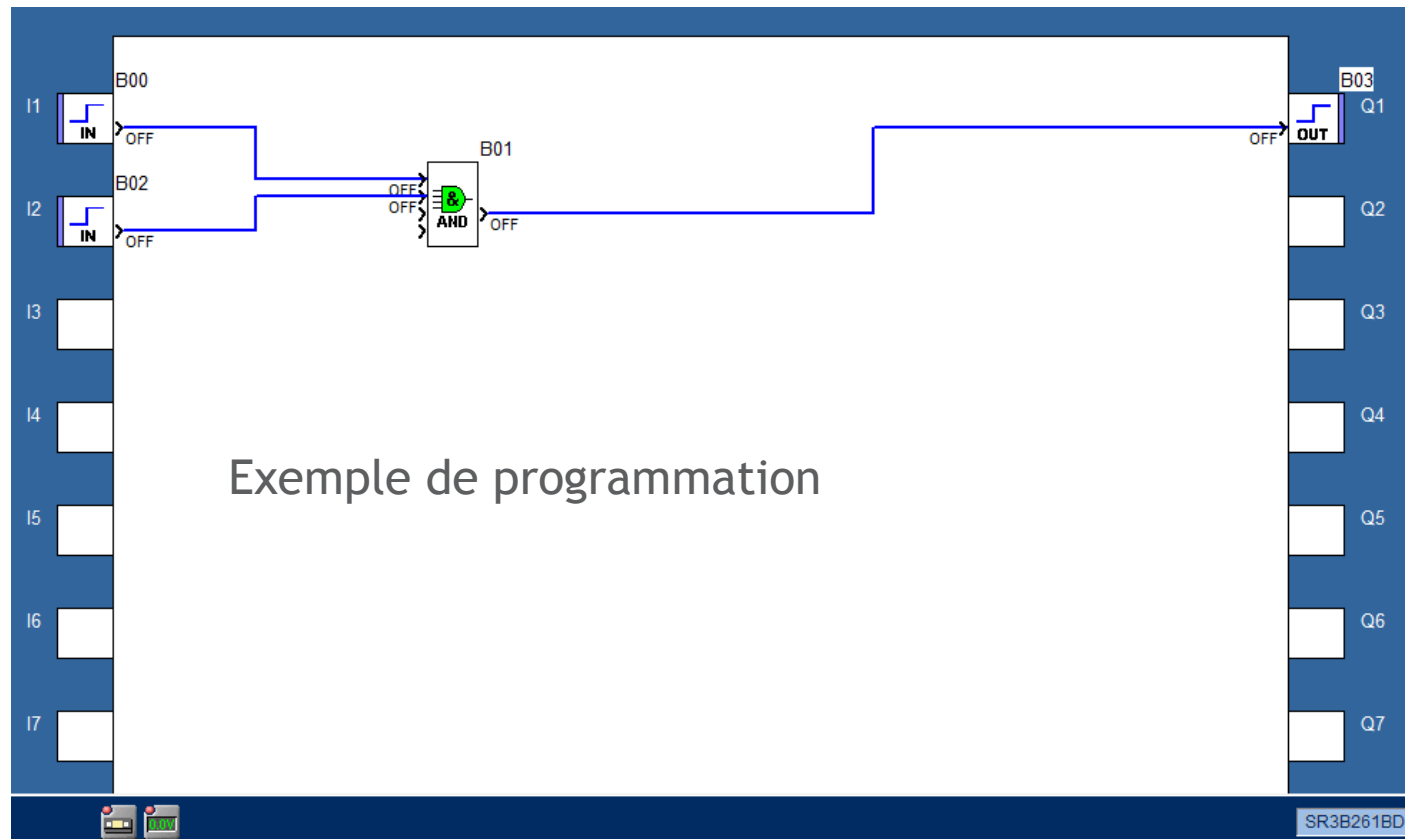 B00
B03
I1
Q1
IN
OFF
OFF
OUT
B01
B02
I2
OFF
OFF
&
AND
OFF
Q2
IN
OFF
I3
Q3
I4
Q4
Exemple de programmation
I5
Q5
I6
Q6
I7
Q7
0.0V
SR3B261BD